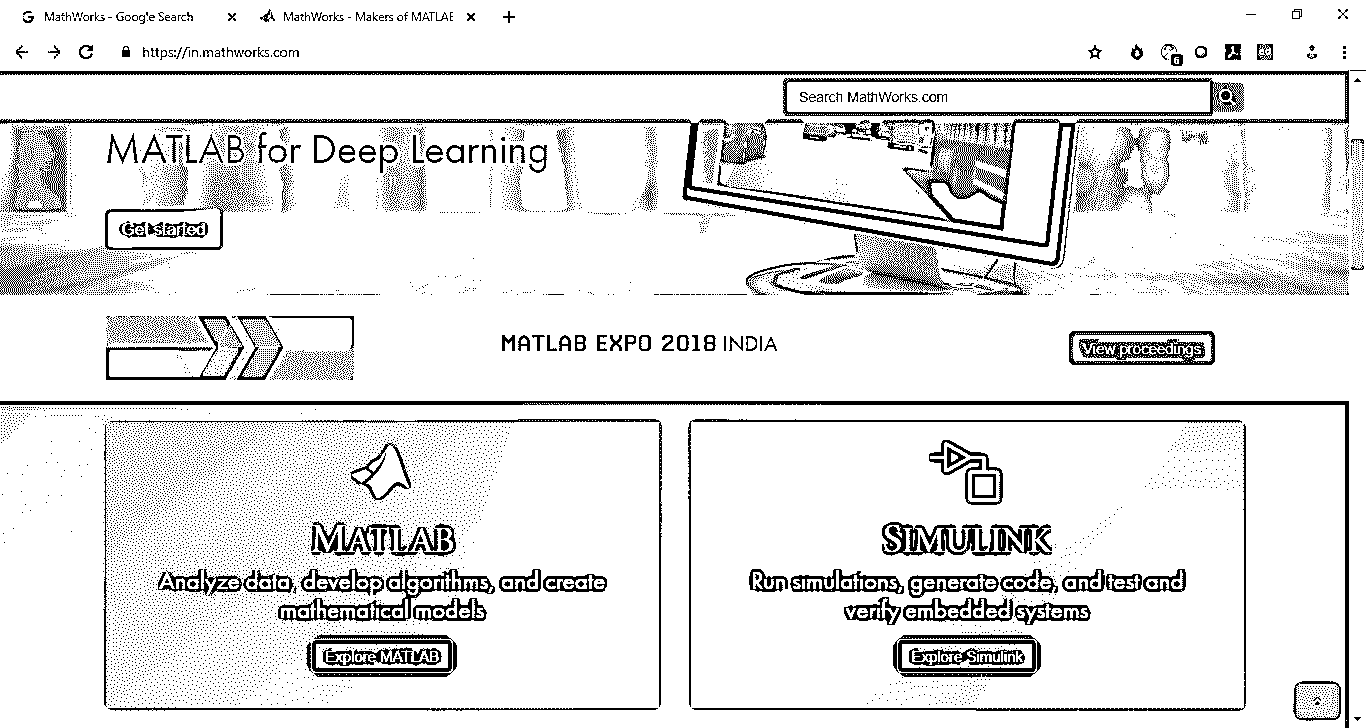 MathWorks - Google Search
MathWorks - Makers of MATLAB
https://in.mathworks.com
6
Search MathWorks.com
MATLAB for Deep Learning
Get started
MATLAB EXPO 2018 INDIA
View proceedings
MATLAB
SIMULINK
Analyze data, develop algorithms, and create
mathematical models
Run simulations, generate code, and test and
verify embedded systems
Explore MATLAB
Explore Simulink